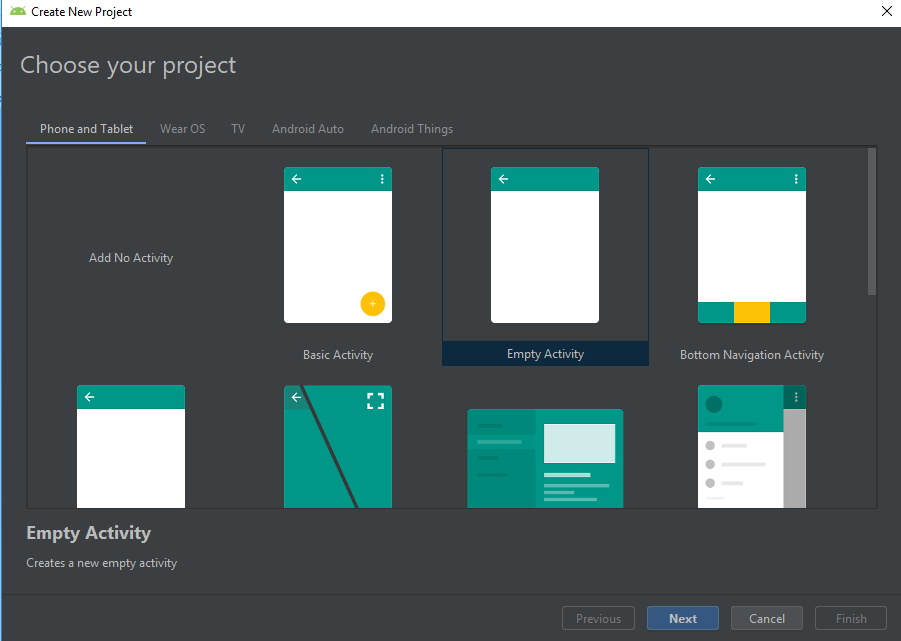 Create New Project
Choose your project
Phone and Tablet
Wear OS
TV
Android Auto
Android Things
Add No Activity
Basic Activity
Empty Activity
Bottom Navigation Activity
Empty Activity
Creates a new empty activity
Previous
Next
Cancel
Finish